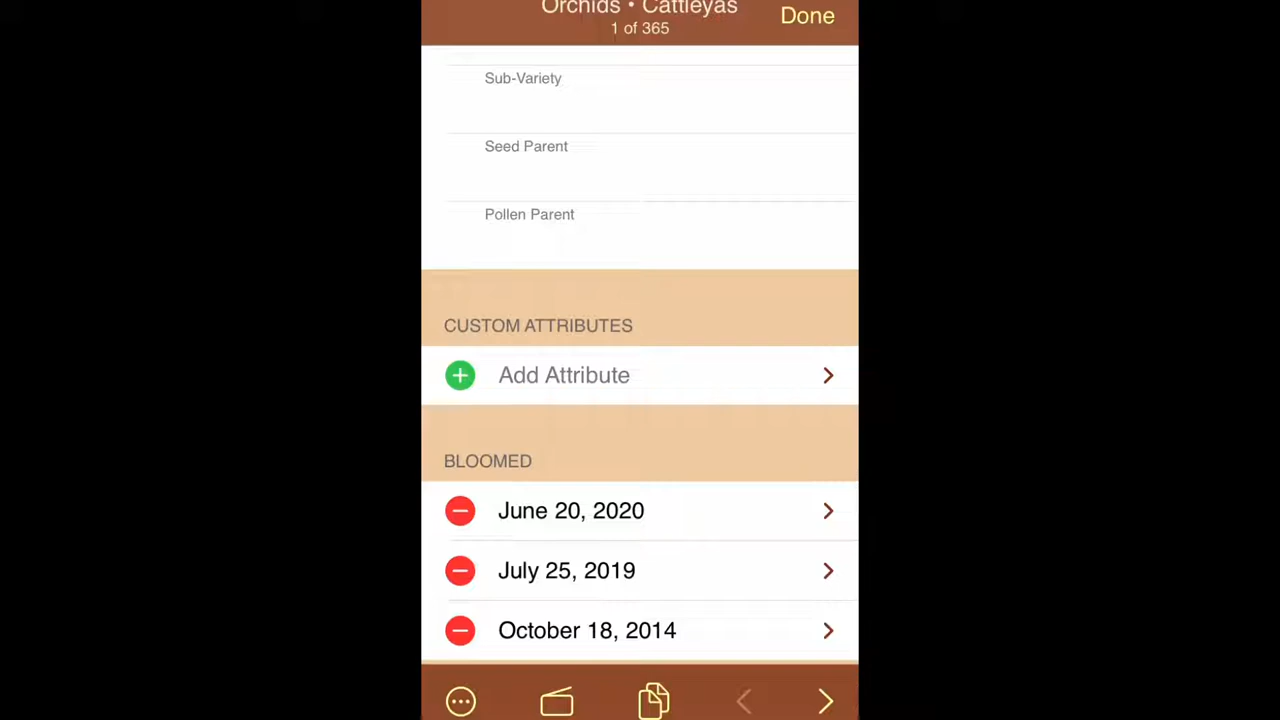 Orchids • Cattleyas
Done
1 of 365
Sub-Variety
Seed Parent
Pollen Parent
CUSTOM ATTRIBUTES
Add Attribute
BLOOMED
June 20, 2020
July 25, 2019
October 18, 2014